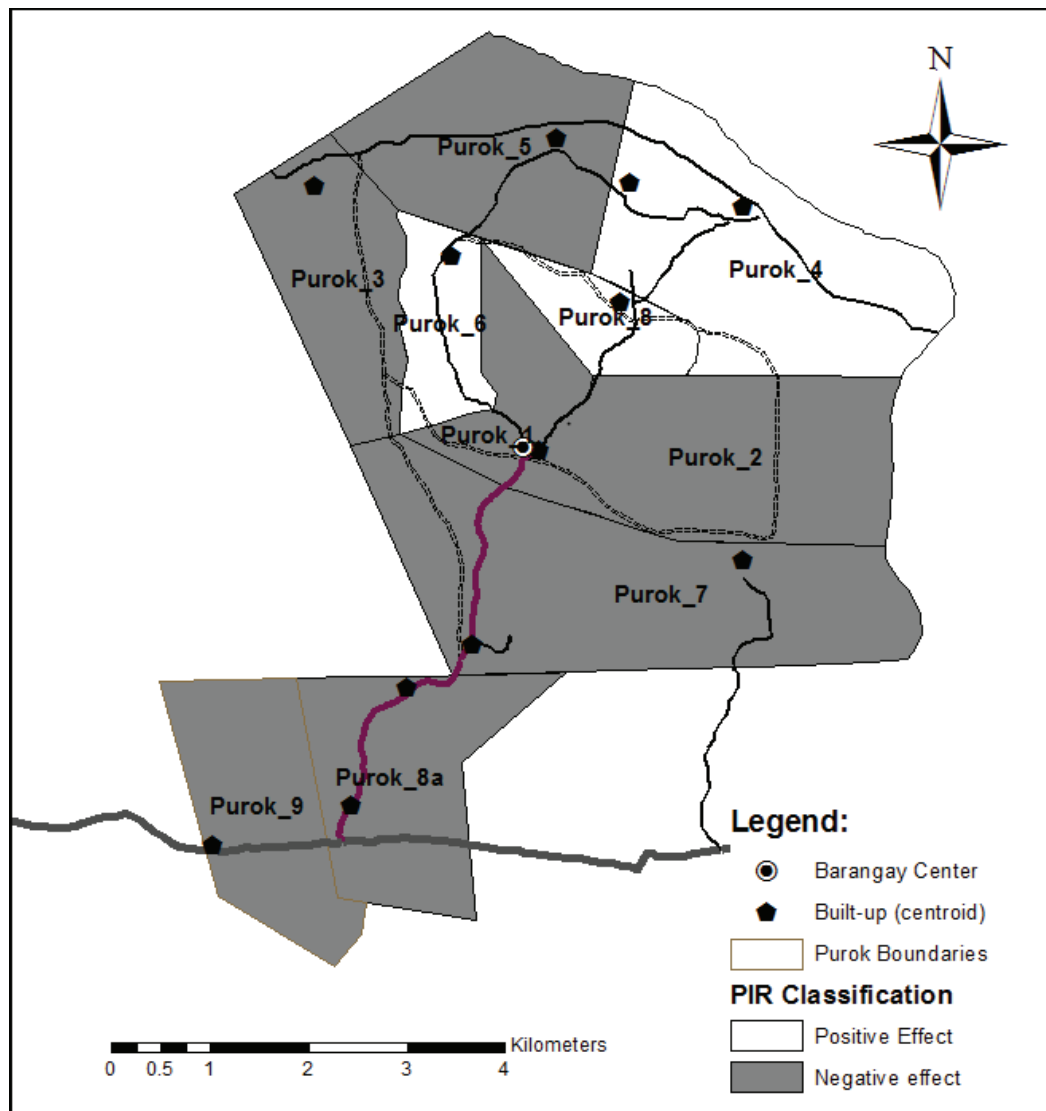 N
Purok_5
Purok_3
Purok_4
Purok_6
Purok_8
Purok_1
Purok_2
Purok_7
Purok_8a
Purok_9
Legend:
Barangay Center
Built-up (centroid)
Purok Boundaries
PIR Classification
Positive Effect
Negative effect
Kilometers
0 0.5 1 2 3 4